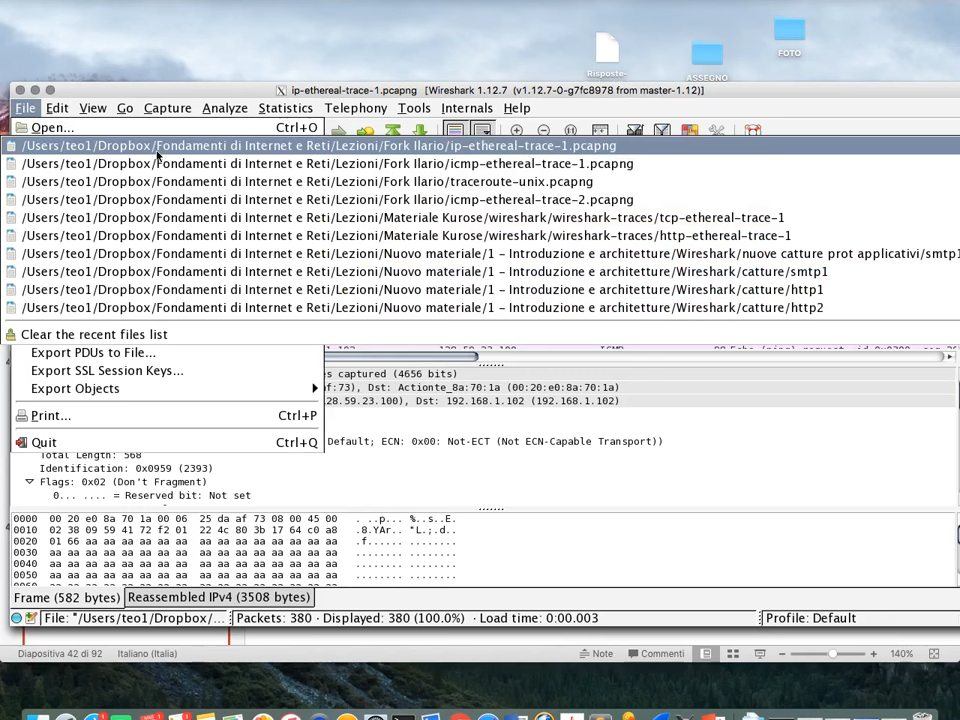 Risposte-
ASSEGNO
FOTO
ip-ethereal-trace-1.pcapng [Wireshark 1.12.7 (v1.12.7-0-g7fc8978 from master-1.12)]
File Edit View Go Capture Analyze Statistics Telephony Tools Internals Help
Open... Ctrl+O
/Users/teo1/Dropbox/Fondamenti di Internet e Reti/Lezioni/Fork Ilario/ip-ethereal-trace-1.pcapng
/Users/teo1/Dropbox/Fondamenti di Internet e Reti/Lezioni/Fork Ilario/icmp-ethereal-trace-1.pcapng
/Users/teo1/Dropbox/Fondamenti di Internet e Reti/Lezioni/Fork Ilario/traceroute-unix.pcapng
/Users/teo1/Dropbox/Fondamenti di Internet e Reti/Lezioni/Fork Ilario/icmp-ethereal-trace-2.pcapng
/Users/teo1/Dropbox/Fondamenti di Internet e Reti/Lezioni/Materiale Kurose/wireshark/wireshark-traces/tcp-ethereal-trace-1
/Users/teo1/Dropbox/Fondamenti di Internet e Reti/Lezioni/Materiale Kurose/wireshark/wireshark-traces/http-ethereal-trace-1
/Users/teo1/Dropbox/Fondamenti di Internet e Reti/Lezioni/Nuovo materiale/1 – Introduzione e architetture/Wireshark/nuove catture prot applicativi/smtp1
/Users/teo1/Dropbox/Fondamenti di Internet e Reti/Lezioni/Nuovo materiale/1 – Introduzione e architetture/Wireshark/catture/smtp1
/Users/teo1/Dropbox/Fondamenti di Internet e Reti/Lezioni/Nuovo materiale/1 – Introduzione e architetture/Wireshark/catture/http1
/Users/teo1/Dropbox/Fondamenti di Internet e Reti/Lezioni/Nuovo materiale/1 – Introduzione e architetture/Wireshark/catture/http2
Clear the recent files list
Export PDUs to File...
Export SSL Session Keys...
es captured (4656 bits)
Export Objects
af:73), Dst: Actionte_8a:70:1a (00:20:e0:8a:70:1a)
28.59.23.100), Dst: 192.168.1.102 (192.168.1.102)
Print... Ctrl+P
Quit Ctrl+Q
Default; ECN: 0x00: Not-ECT (Not ECN-Capable Transport))
Total Length: 568
Identification: 0x0959 (2393)
Flags: 0x02 (Don't Fragment)
0... .... = Reserved bit: Not set
0000 00 20 e0 8a 70 1a 00 06 25 da af 73 08 00 45 00 . ..p... %..s..E.
0010 02 38 09 59 41 72 f2 01 22 4c 80 3b 17 64 c0 a8 .8.YAr.. "L.;.d..
0020 01 66 aa aa aa aa aa aa aa aa aa aa aa aa aa aa .f...... ........
0030 aa aa aa aa aa aa aa aa aa aa aa aa aa aa aa aa ........ ........
0040 aa aa aa aa aa aa aa aa aa aa aa aa aa aa aa aa ........ ........
0050 aa aa aa aa aa aa aa aa aa aa aa aa aa aa aa aa ........ ........
Frame (582 bytes) Reassembled IPv4 (3508 bytes)
File: "/Users/teo1/Dropbox/... Packets: 380 · Displayed: 380 (100.0%) · Load time: 0:00.003 Profile: Default
Diapositiva 42 di 92 Italiano (Italia) Note Commenti 140%